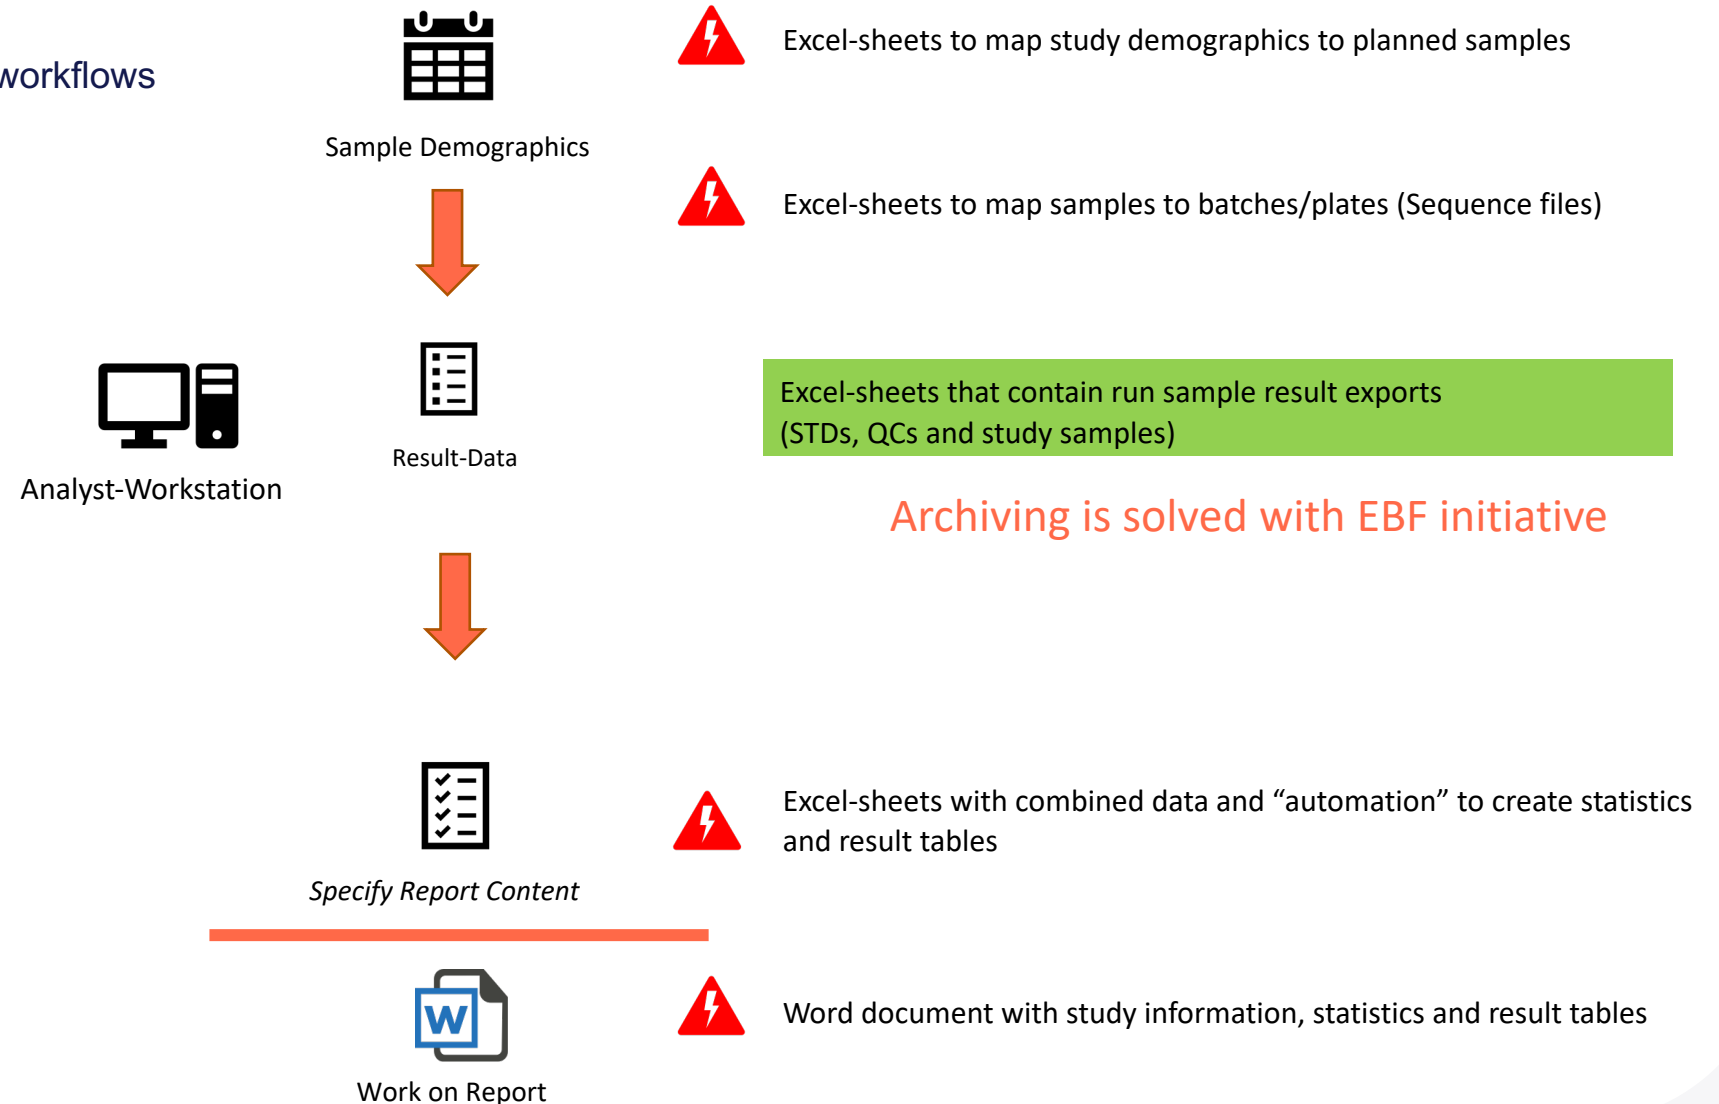 workflows
Excel-sheets to map study demographics to planned samples
Sample Demographics
Excel-sheets to map samples to batches/plates (Sequence files)
Analyst-Workstation
Result-Data
Excel-sheets that contain run sample result exports
(STDs, QCs and study samples)
Archiving is solved with EBF initiative
Excel-sheets with combined data and “automation” to create statistics
and result tables
Specify Report Content
W
Word document with study information, statistics and result tables
Work on Report